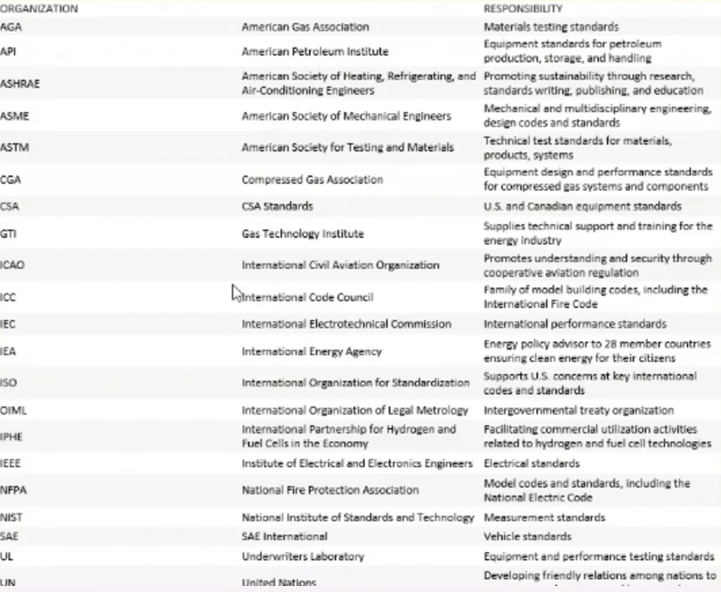 ORGANIZATION RESPONSIBILITY
AGA American Gas Association Materials testing standards
API American Petroleum Institute Equipment standards for petroleum
production, storage, and handling
ASHRAE American Society of Heating, Refrigerating, and Promoting sustainability through research,
Air-Conditioning Engineers standards writing, publishing, and education
ASME American Society of Mechanical Engineers Mechanical and multidisciplinary engineering,
design codes and standards
ASTM American Society for Testing and Materials Technical test standards for materials,
products, systems
CGA Compressed Gas Association Equipment design and performance standards
for compressed gas systems and components
CSA CSA Standards U.S. and Canadian equipment standards
GTI Gas Technology Institute Supplies technical support and training for the
energy industry
ICAO International Civil Aviation Organization Promotes understanding and security through
cooperative aviation regulation
ICC International Code Council Family of model building codes, including the
International Fire Code
IEC International Electrotechnical Commission International performance standards
IEA International Energy Agency Energy policy advisor to 28 member countries
ensuring clean energy for their citizens
ISO International Organization for Standardization Supports U.S. concerns at key international
codes and standards
OIML International Organization of Legal Metrology Intergovernmental treaty organization
IPHE International Partnership for Hydrogen and Facilitating commercial utilization activities
Fuel Cells in the Economy related to hydrogen and fuel cell technologies
IEEE Institute of Electrical and Electronics Engineers Electrical standards
NFPA National Fire Protection Association Model codes and standards, including the
National Electric Code
NIST National Institute of Standards and Technology Measurement standards
SAE SAE International Vehicle standards
UL Underwriters Laboratory Equipment and performance testing standards
UN United Nations Developing friendly relations among nations to